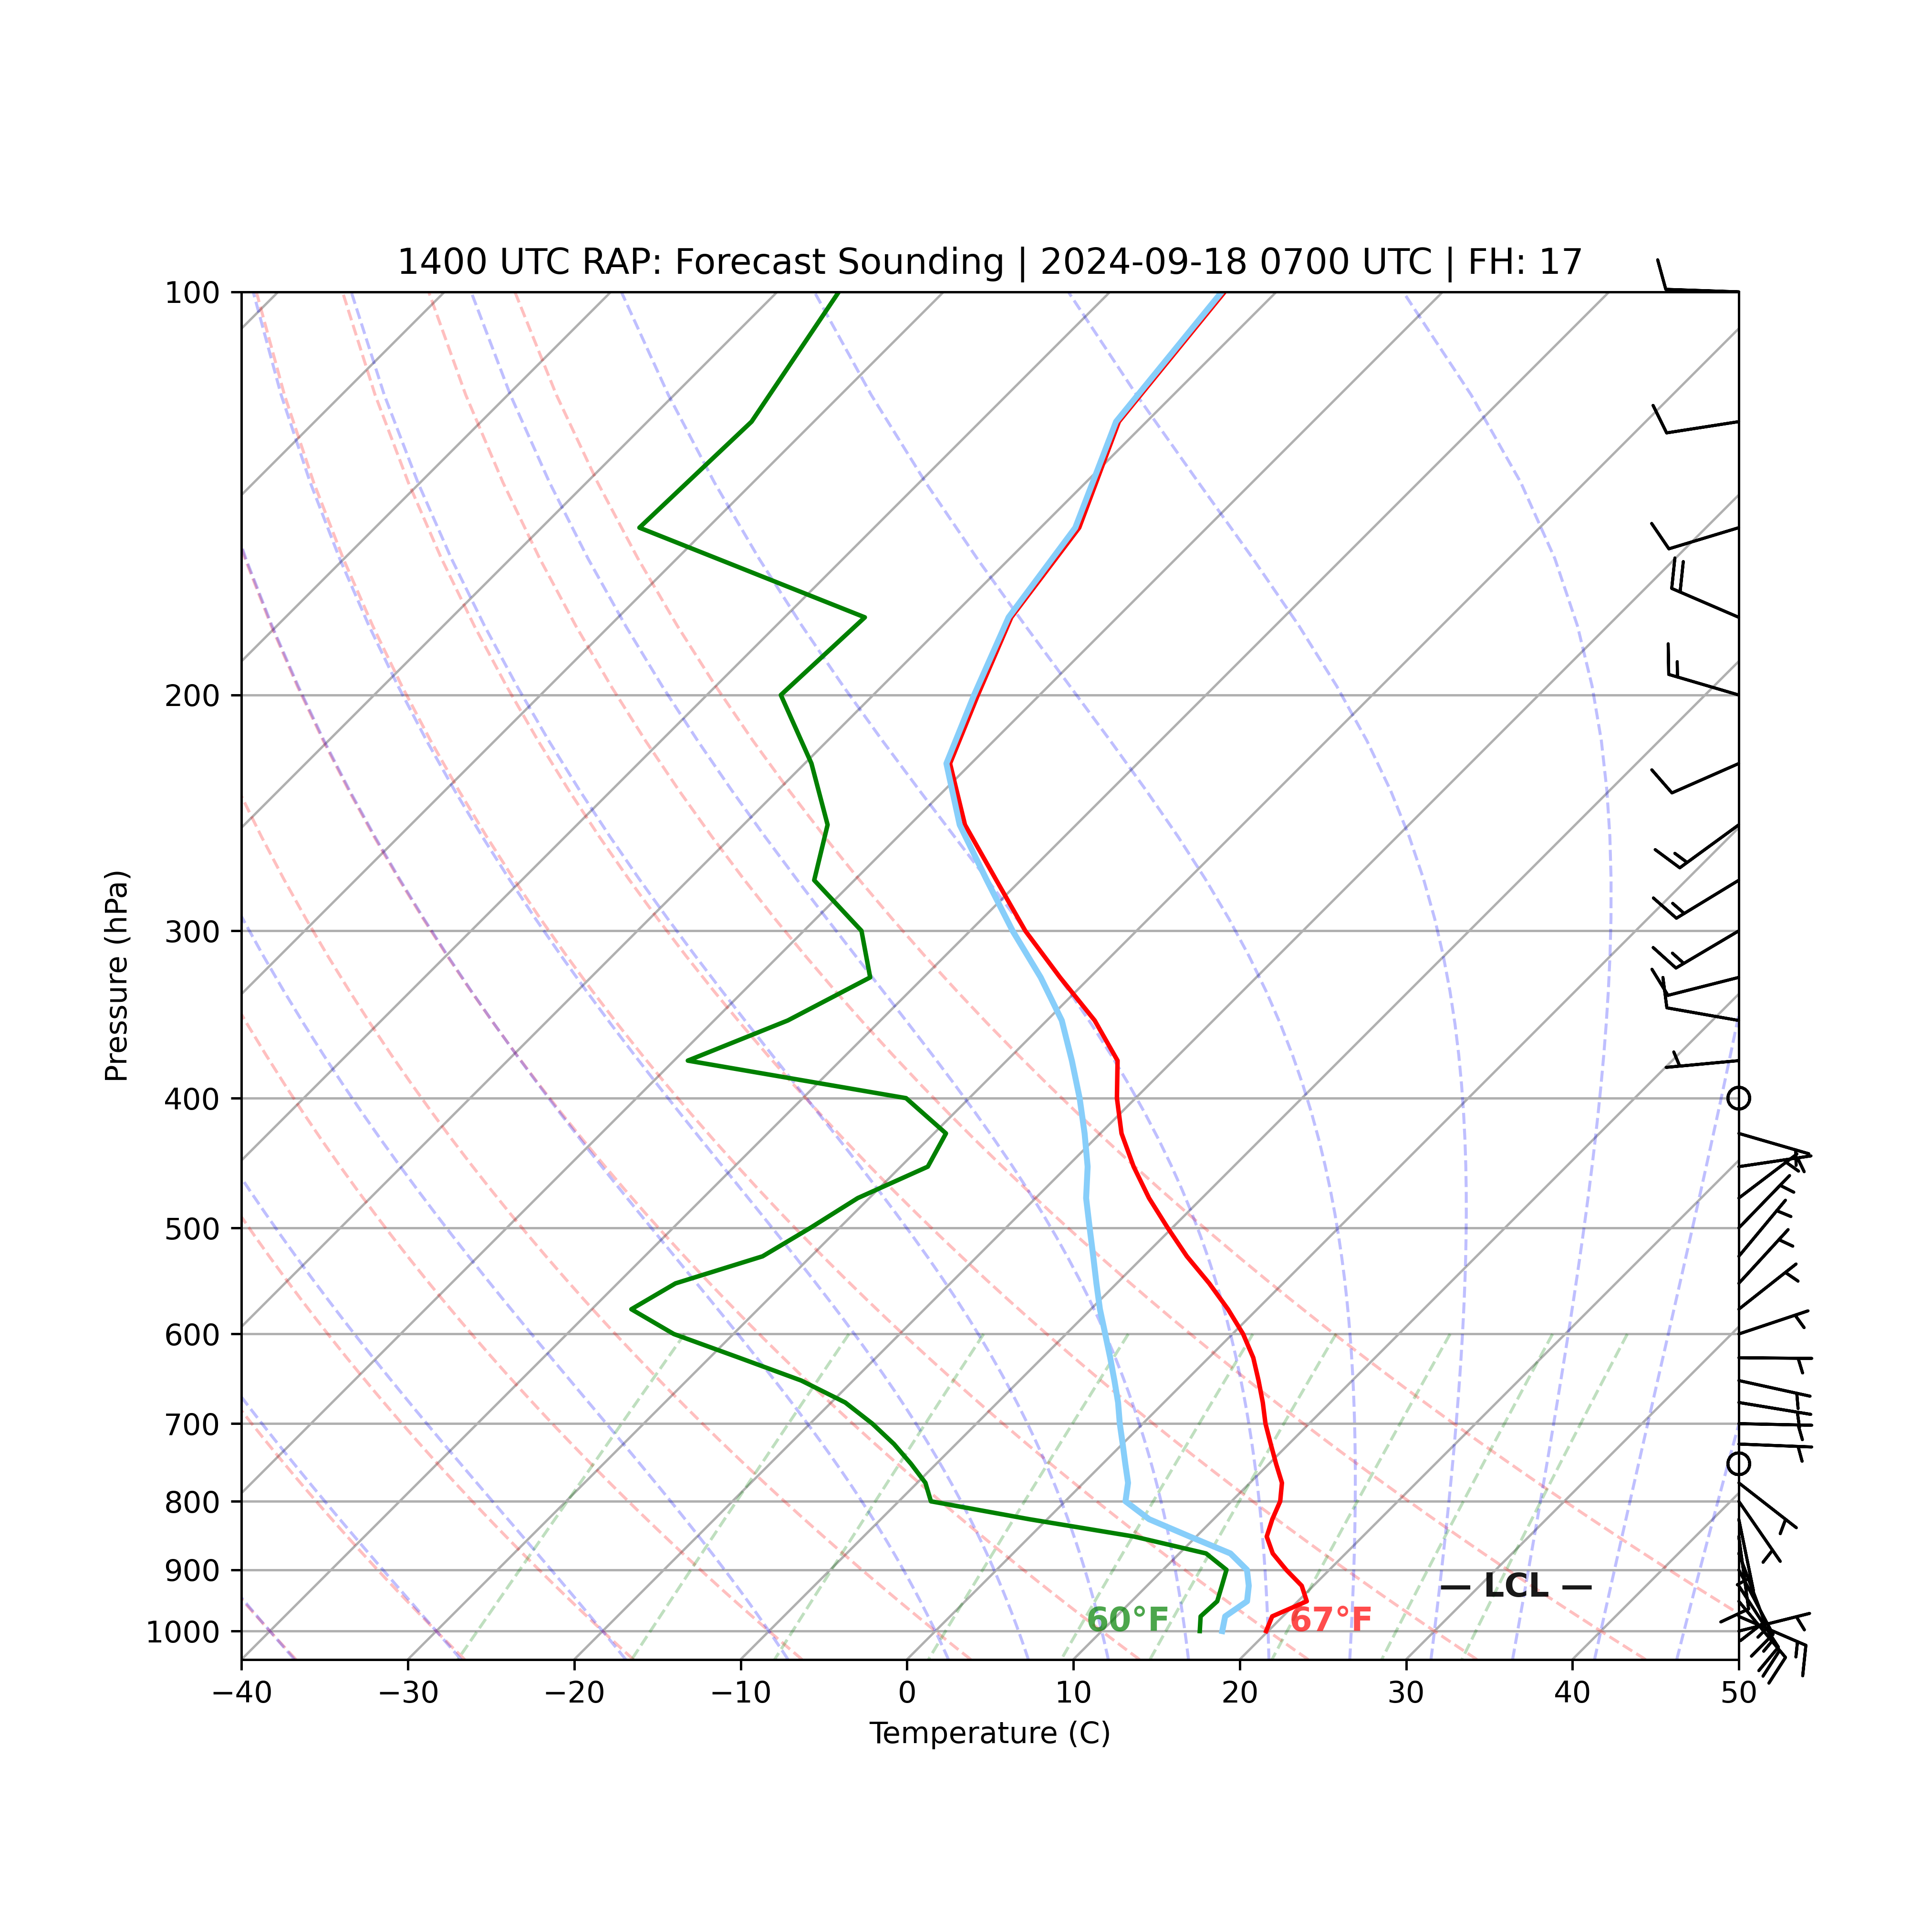 1400 UTC RAP: Forecast Sounding | 2024-09-18 0700 UTC | FH: 17
100
200
300
400
500
600
700
800
900
1000
Pressure (hPa)
— LCL —
60°F 67°F
−40 −30 −20 −10 0 10 20 30 40 50
Temperature (C)